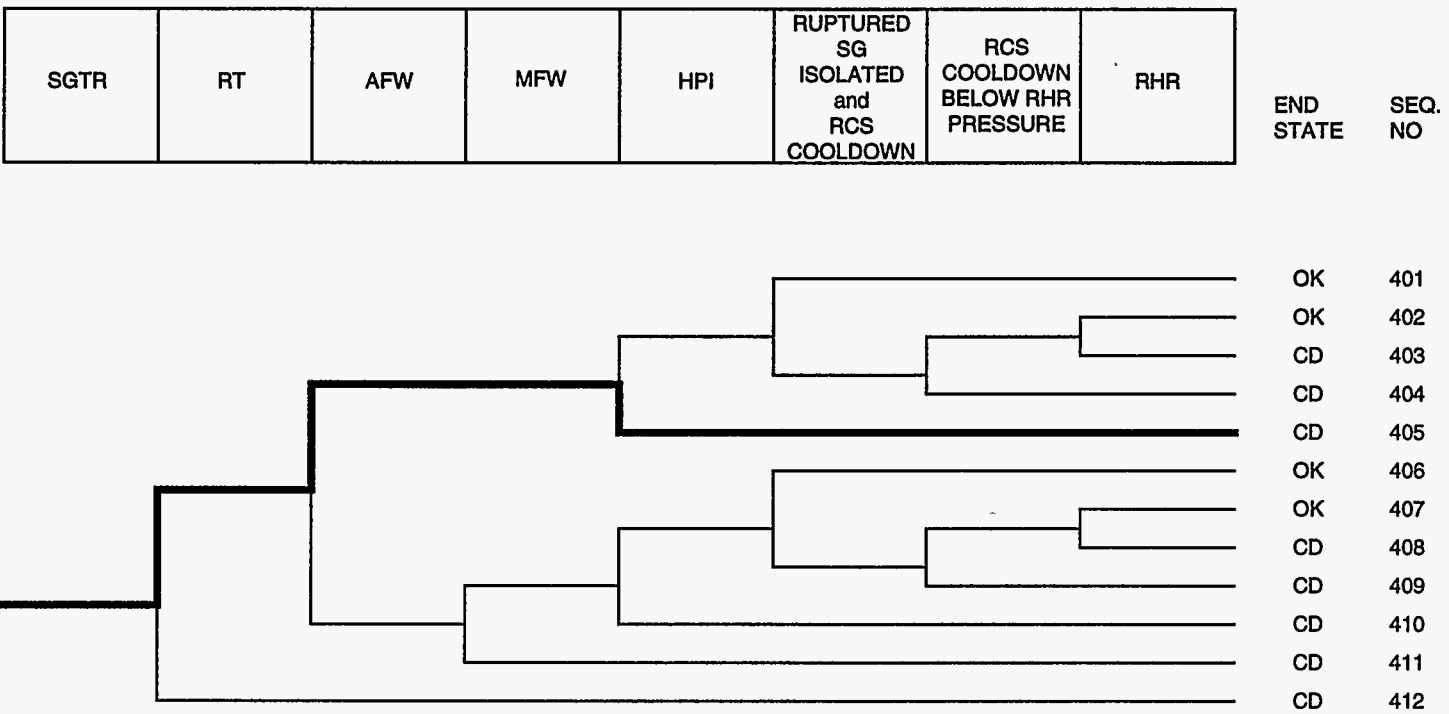 SGTR
RT
AFW
MFW
HPI
RUPTURED
SG
ISOLATED
and
RCS
COOLDOWN
RCS
COOLDOWN
BELOW RHR
PRESSURE
RHR
END
STATE
SEQ.
NO
OK 401
OK 402
CD 403
CD 404
CD 405
OK 406
OK 407
CD 408
CD 409
CD 410
CD 411
CD 412